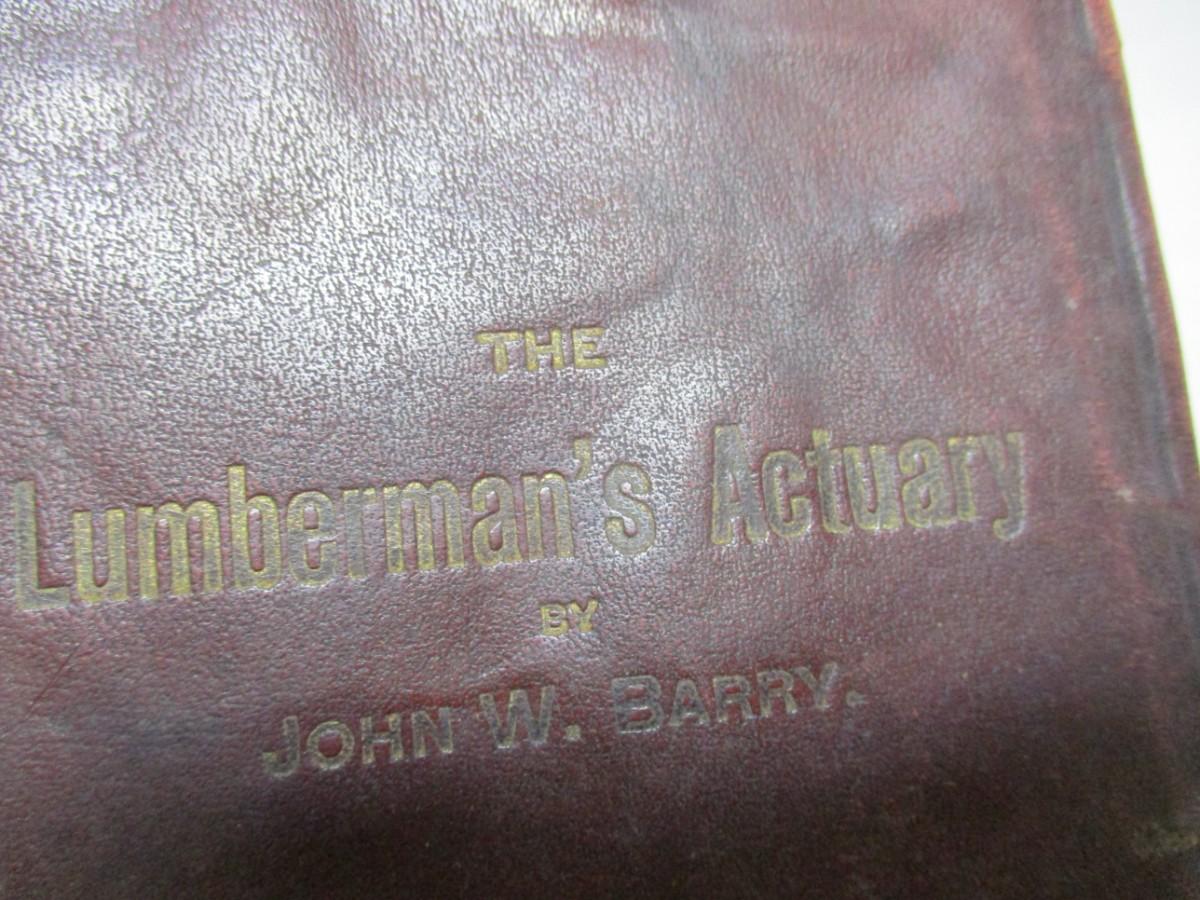 THE
Lumberman's Actuary
BY
JOHN W. BARRY.